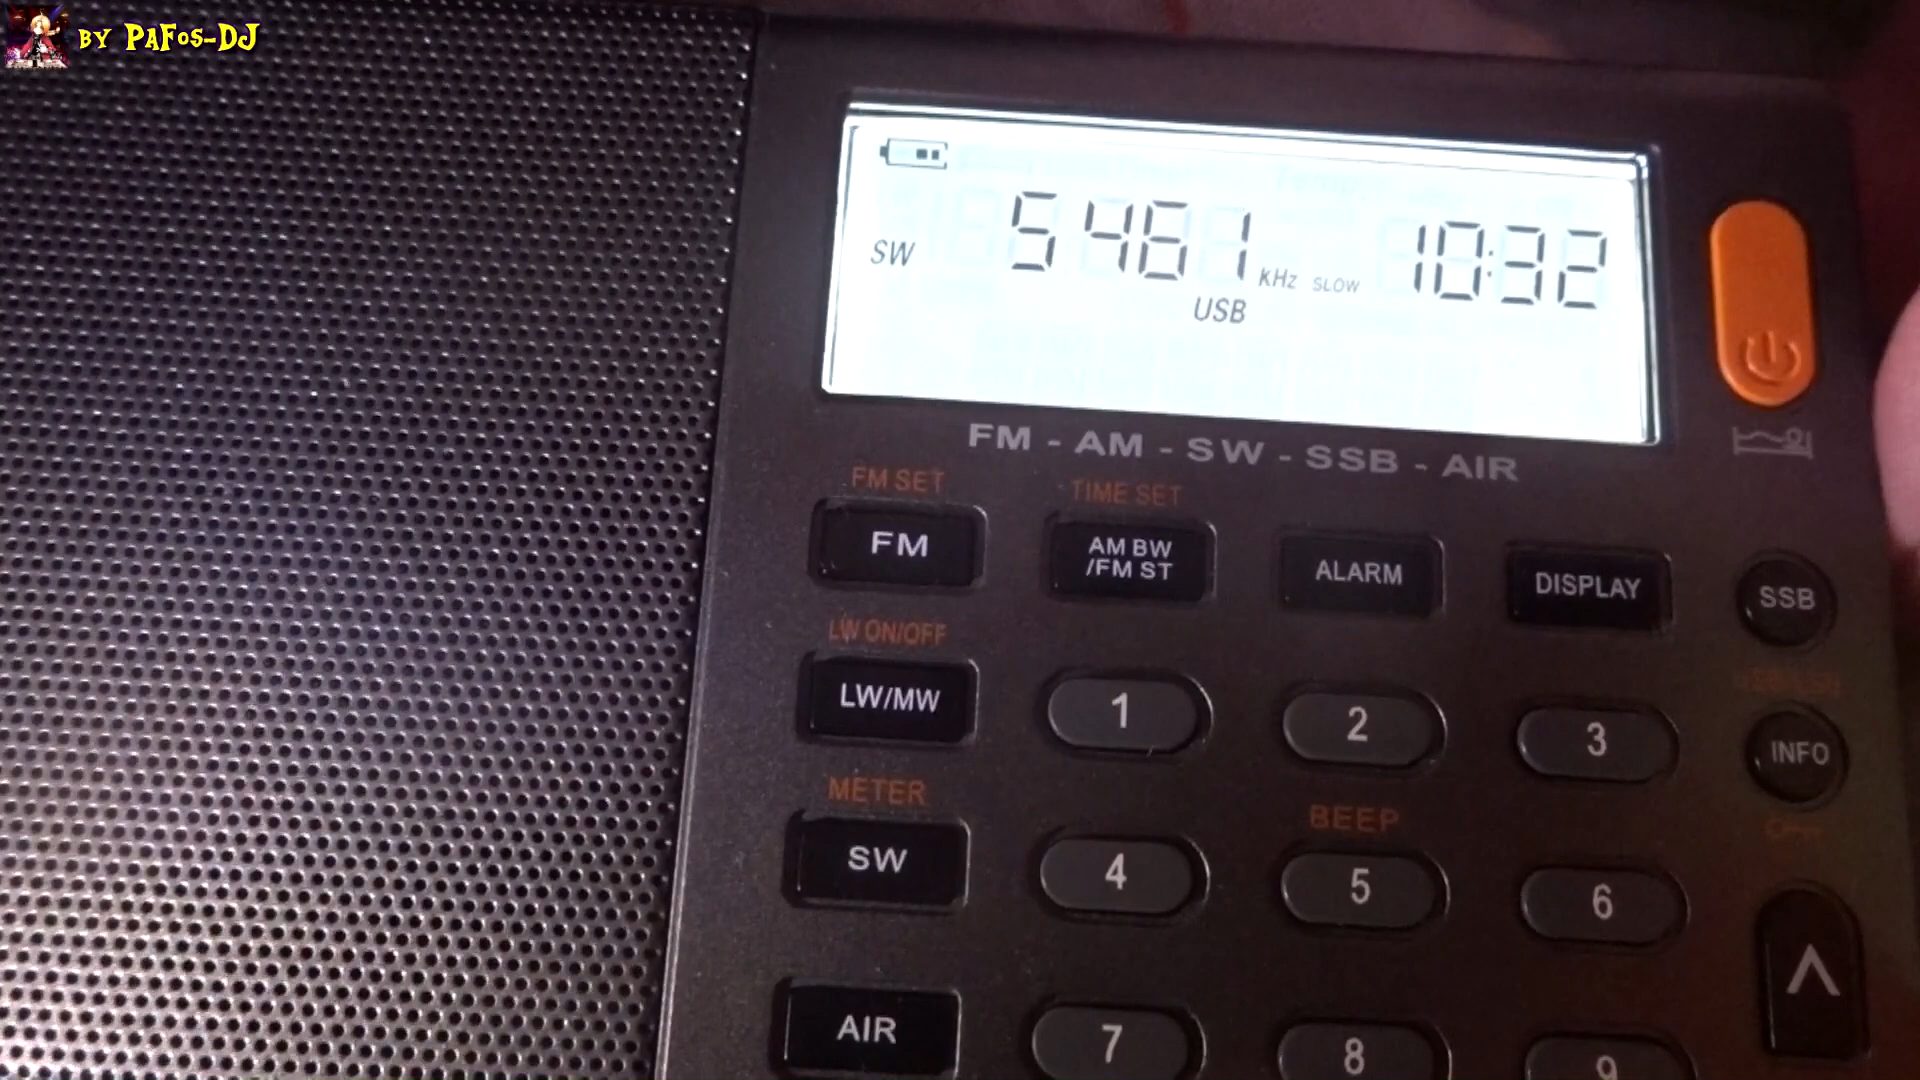 by PaFos-DJ
SW 5461 kHz SLOW 10:32
USB
FM - AM - SW - SSB - AIR
FM SET TIME SET
FM AM BW /FM ST ALARM DISPLAY SSB
LW ON/OFF
LW/MW 1 2 3 INFO
METER BEEP
SW 4 5 6
AIR 7 8 9